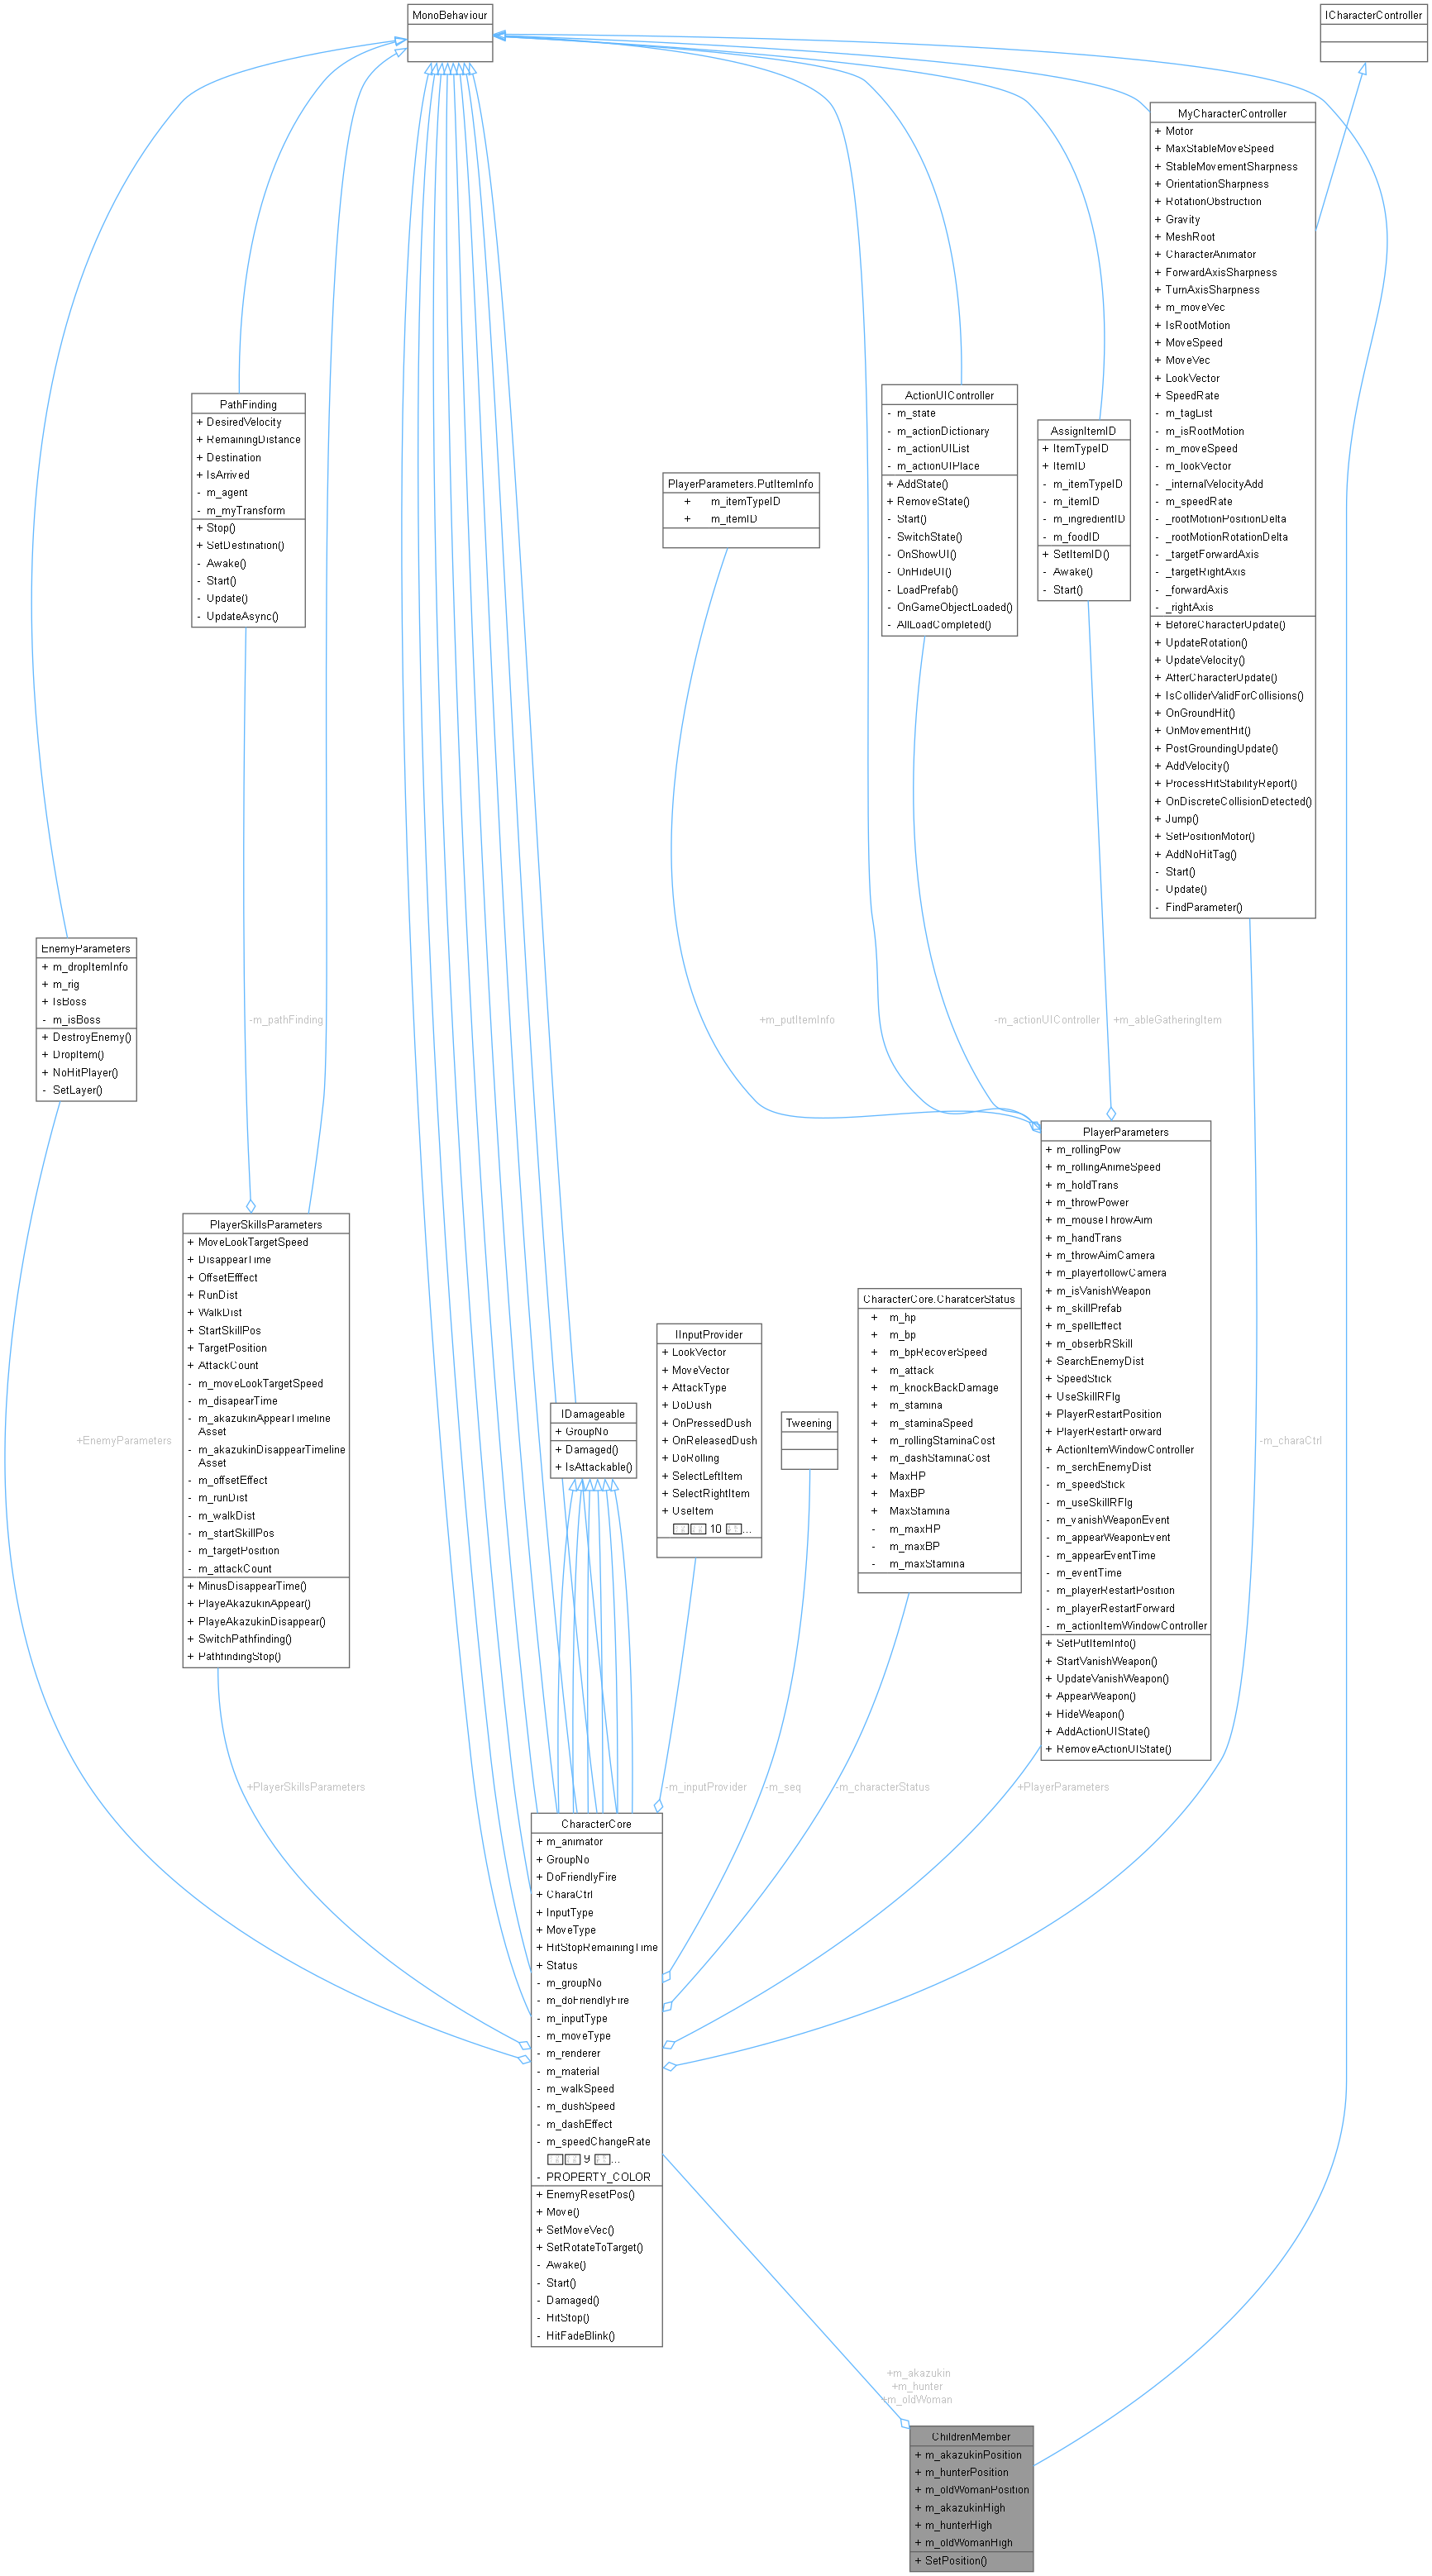 MonoBehaviour
ICharacterController
MyCharacterController
+ Motor
+ MaxStableMoveSpeed
+ StableMovementSharpness
+ OrientationSharpness
+ RotationObstruction
+ Gravity
+ MeshRoot
+ CharacterAnimator
+ ForwardAxisSharpness
+ TurnAxisSharpness
+ m_moveVec
+ IsRootMotion
+ MoveSpeed
+ MoveVec
+ LookVector
+ SpeedRate
- m_tagList
- m_isRootMotion
- m_moveSpeed
- m_lookVector
- _internalVelocityAdd
- m_speedRate
- _rootMotionPositionDelta
- _rootMotionRotationDelta
- _targetForwardAxis
- _targetRightAxis
- _forwardAxis
- _rightAxis
+ BeforeCharacterUpdate()
+ UpdateRotation()
+ UpdateVelocity()
+ AfterCharacterUpdate()
+ IsColliderValidForCollisions()
+ OnGroundHit()
+ OnMovementHit()
+ PostGroundingUpdate()
+ AddVelocity()
+ ProcessHitStabilityReport()
+ OnDiscreteCollisionDetected()
+ Jump()
+ SetPositionMotor()
+ AddNoHitTag()
- Start()
- Update()
- FindParameter()
PathFinding
+ DesiredVelocity
+ RemainingDistance
+ Destination
+ IsArrived
- m_agent
- m_myTransform
+ Stop()
+ SetDestination()
- Awake()
- Start()
- Update()
- UpdateAsync()
ActionUIController
- m_state
- m_actionDictionary
- m_actionUIList
- m_actionUIPlace
+ AddState()
+ RemoveState()
- Start()
- SwitchState()
- OnShowUI()
- OnHideUI()
- LoadPrefab()
- OnGameObjectLoaded()
- AllLoadCompleted()
AssignItemID
+ ItemTypeID
+ ItemID
- m_itemTypeID
- m_itemID
- m_ingredientID
- m_foodID
+ SetItemID()
- Awake()
- Start()
PlayerParameters.PutItemInfo
+ m_itemTypeID
+ m_itemID
EnemyParameters
+ m_dropItemInfo
+ m_rig
+ IsBoss
- m_isBoss
+ DestroyEnemy()
+ DropItem()
+ NoHitPlayer()
- SetLayer()
-m_pathFinding
+m_putItemInfo
-m_actionUIController
+m_ableGatheringItem
PlayerParameters
+ m_rollingPow
+ m_rollingAnimeSpeed
+ m_holdTrans
+ m_throwPower
+ m_mouseThrowAim
+ m_handTrans
+ m_throwAimCamera
+ m_playerfollowCamera
+ m_isVanishWeapon
+ m_skillPrefab
+ m_spellEffect
+ m_obserbRSkill
+ SearchEnemyDist
+ SpeedStick
+ UseSkillRFlg
+ PlayerRestartPosition
+ PlayerRestartForward
+ ActionItemWindowController
- m_serchEnemyDist
- m_speedStick
- m_useSkillRFlg
- m_vanishWeaponEvent
- m_appearWeaponEvent
- m_appearEventTime
- m_eventTime
- m_playerRestartPosition
- m_playerRestartForward
- m_actionItemWindowController
+ SetPutItemInfo()
+ StartVanishWeapon()
+ UpdateVanishWeapon()
+ AppearWeapon()
+ HideWeapon()
+ AddActionUIState()
+ RemoveActionUIState()
PlayerSkillsParameters
+ MoveLookTargetSpeed
+ DisappearTime
+ OffsetEfffect
+ RunDist
+ WalkDist
+ StartSkillPos
+ TargetPosition
+ AttackCount
- m_moveLookTargetSpeed
- m_disapearTime
- m_akazukinAppearTimeline
Asset
- m_akazukinDisappearTimeline
Asset
- m_offsetEffect
- m_runDist
- m_walkDist
- m_startSkillPos
- m_targetPosition
- m_attackCount
+ MinusDisappearTime()
+ PlayeAkazukinAppear()
+ PlayeAkazukinDisappear()
+ SwitchPathfinding()
+ PathfindingStop()
CharacterCore.CharatcerStatus
+ m_hp
+ m_bp
+ m_bpRecoverSpeed
+ m_attack
+ m_knockBackDamage
+ m_stamina
+ m_staminaSpeed
+ m_rollingStaminaCost
+ m_dashStaminaCost
+ MaxHP
+ MaxBP
+ MaxStamina
- m_maxHP
- m_maxBP
- m_maxStamina
IInputProvider
+ LookVector
+ MoveVector
+ AttackType
+ DoDush
+ OnPressedDush
+ OnReleasedDush
+ DoRolling
+ SelectLeftItem
+ SelectRightItem
+ UseItem
10 ...
IDamageable
+ GroupNo
+ Damaged()
+ IsAttackable()
Tweening
+EnemyParameters
-m_charaCtrl
+PlayerSkillsParameters
-m_inputProvider
-m_seq
-m_characterStatus
+PlayerParameters
CharacterCore
+ m_animator
+ GroupNo
+ DoFriendlyFire
+ CharaCtrl
+ InputType
+ MoveType
+ HitStopRemainingTime
+ Status
- m_groupNo
- m_doFriendlyFire
- m_inputType
- m_moveType
- m_renderer
- m_material
- m_walkSpeed
- m_dushSpeed
- m_dashEffect
- m_speedChangeRate
9 ...
- PROPERTY_COLOR
+ EnemyResetPos()
+ Move()
+ SetMoveVec()
+ SetRotateToTarget()
- Awake()
- Start()
- Damaged()
- HitStop()
- HitFadeBlink()
+m_akazukin
+m_hunter
+m_oldWoman
ChildrenMember
+ m_akazukinPosition
+ m_hunterPosition
+ m_oldWomanPosition
+ m_akazukinHigh
+ m_hunterHigh
+ m_oldWomanHigh
+ SetPosition()